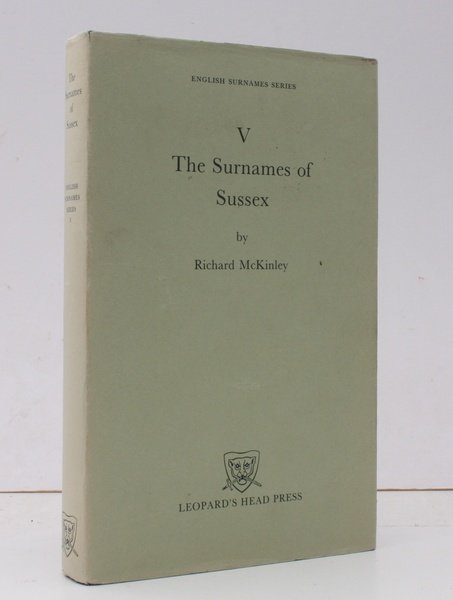 ENGLISH SURNAMES SERIES
V
The Surnames of
Sussex
by
Richard McKinley
LEOPARD'S HEAD PRESS
The
Surnames
of
Sussex
ENGLISH
SURNAMES
SERIES